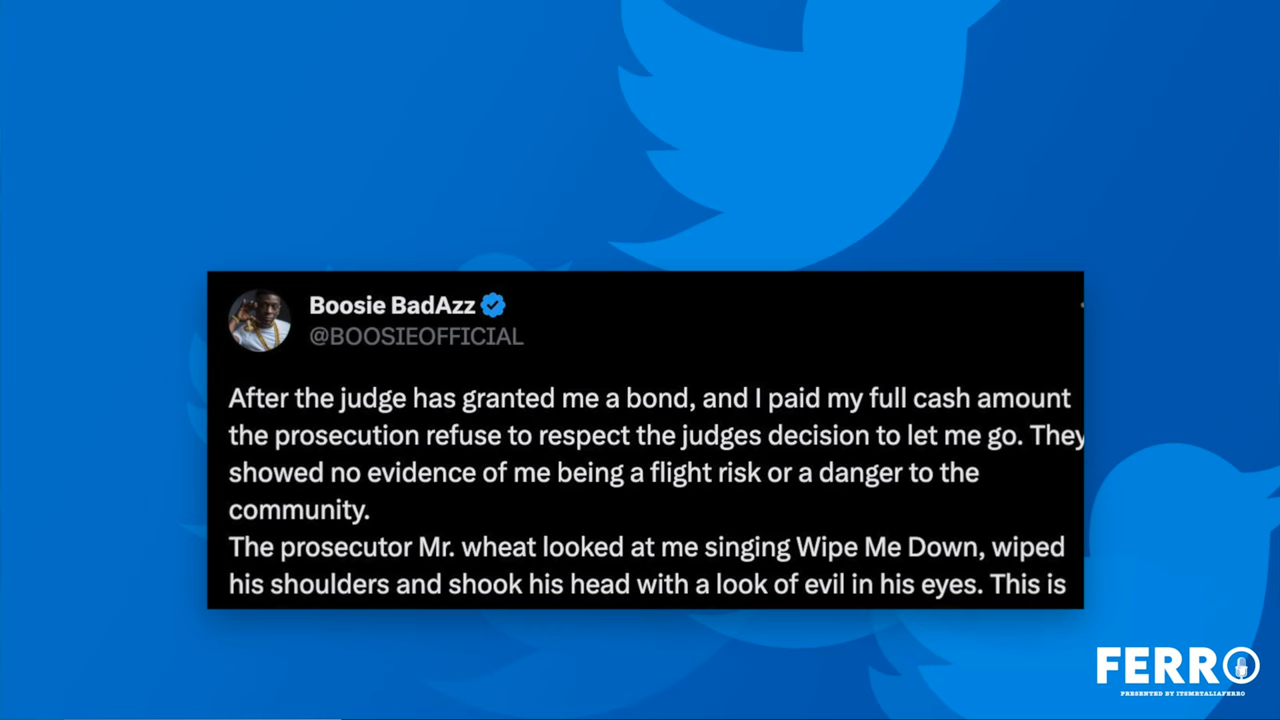 Boosie BadAzz
@BOOSIEOFFICIAL
After the judge has granted me a bond, and I paid my full cash amount
the prosecution refuse to respect the judges decision to let me go. They
showed no evidence of me being a flight risk or a danger to the
community.
The prosecutor Mr. wheat looked at me singing Wipe Me Down, wiped
his shoulders and shook his head with a look of evil in his eyes. This is
FERRO
PRESENTED BY ITSMRTALIAFERRO